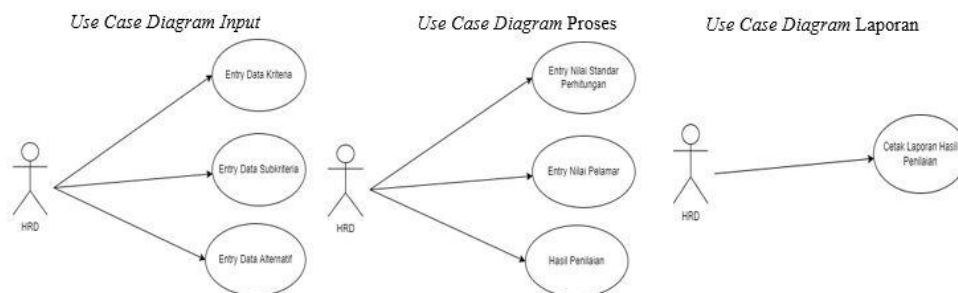 Use Case Diagram Input
Entry Data Kriteria
Entry Data Subkriteria
Entry Data Alternatif
HRD
Use Case Diagram Proses
Entry Nilai Standar
Perhitungan
Entry Nilai Pelamar
Hasil Penilaian
HRD
Use Case Diagram Laporan
Cetak Laporan Hasil
Penilaian
HRD